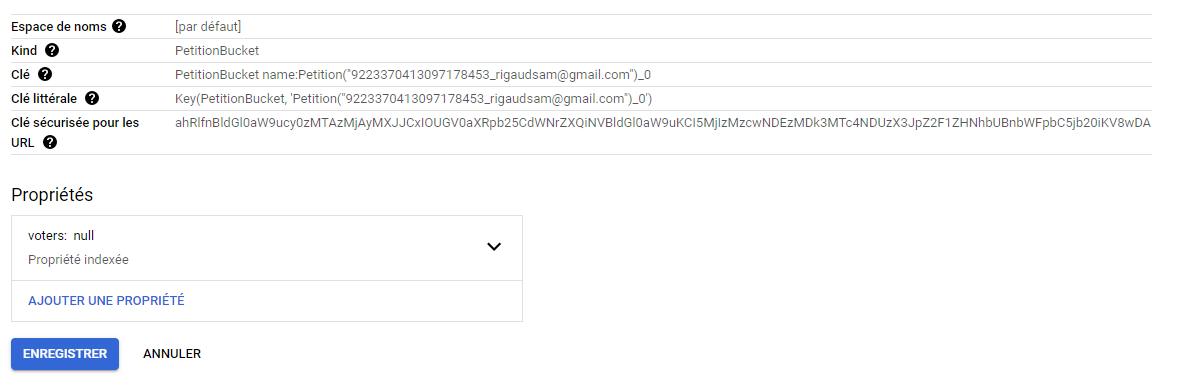 Espace de noms [par défaut]
Kind PetitionBucket
Clé PetitionBucket name:Petition("9223370413097178453_rigaudsam@gmail.com")_0
Clé littérale Key(PetitionBucket, 'Petition("9223370413097178453_rigaudsam@gmail.com")_0')
Clé sécurisée pour les URL ahRlfnBldGl0aW9ucy0zMTAzMjAyMXJJCxIOUGV0aXRpb25CdWNrZXQiNVBldGl0aW9uKCI5MjIzMzcwNDEzMDk3MTc4NDUzX3JpZ2F1ZHNhbUBnbWFpbC5jb20iKV8wDA
Propriétés
voters: null
Propriété indexée
AJOUTER UNE PROPRIÉTÉ
ENREGISTRER ANNULER